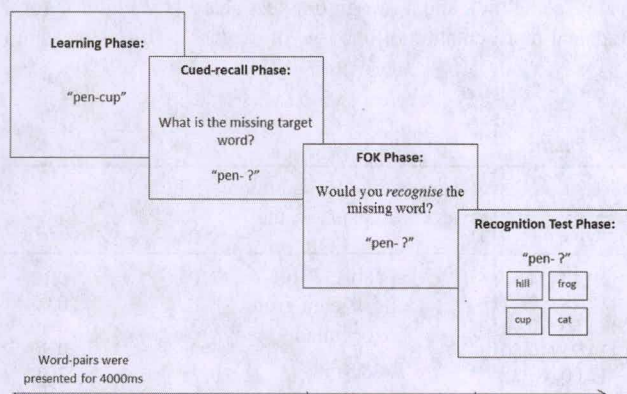 Learning Phase:
“pen-cup”
Cued-recall Phase:
What is the missing target
word?
“pen- ?”
FOK Phase:
Would you recognise the
missing word?
“pen- ?”
Recognition Test Phase:
“pen- ?”
hill frog
cup cat
Word-pairs were
presented for 4000ms